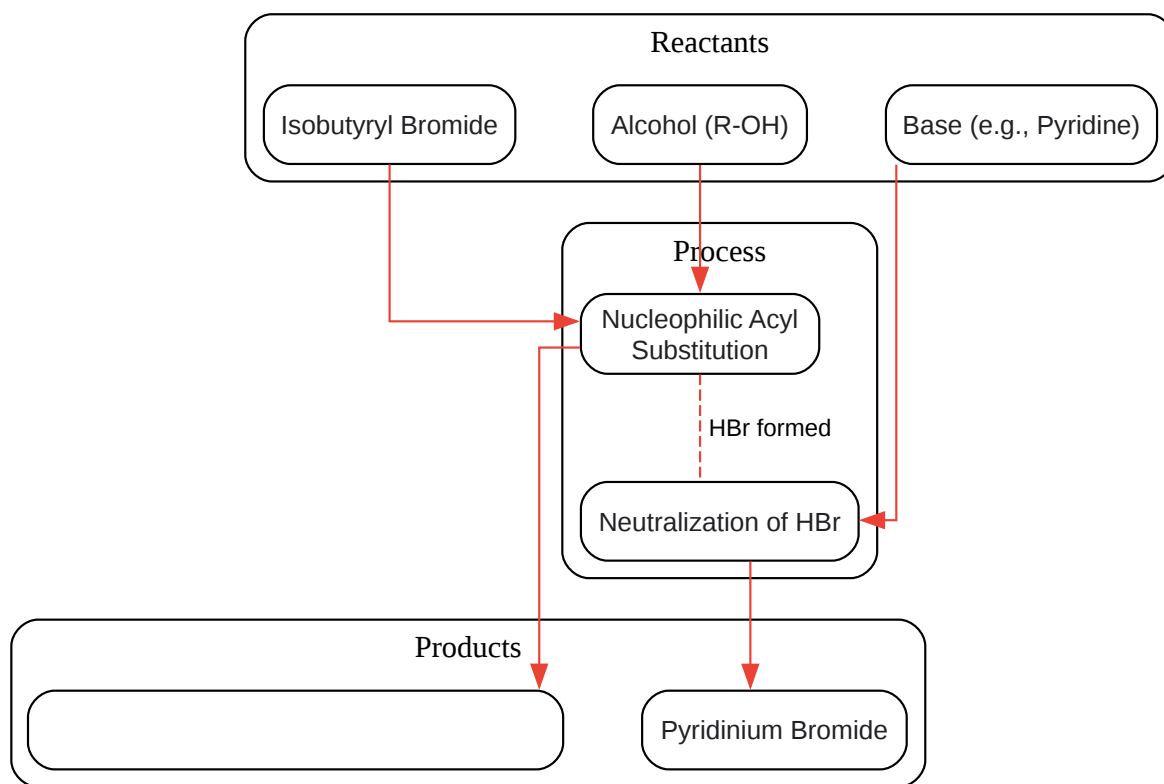 Reactants
Isobutyryl Bromide
Alcohol (R-OH)
Base (e.g., Pyridine)
Process
Nucleophilic Acyl
Substitution
HBr formed
Neutralization of HBr
Products
Pyridinium Bromide